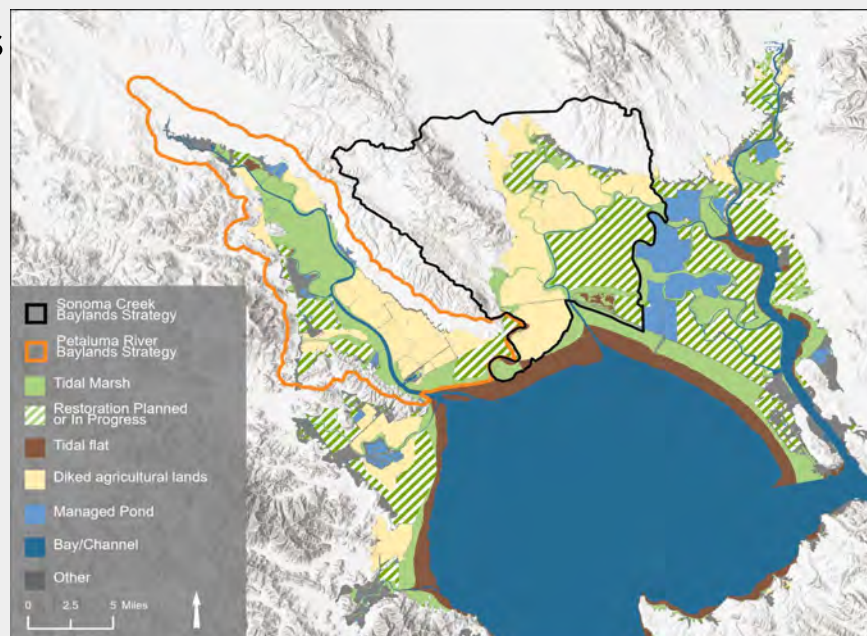 s
Sonoma Creek
Baylands Strategy
Petaluma River
Baylands Strategy
Tidal Marsh
Restoration Planned
or In Progress
Tidal flat
Diked agricultural lands
Managed Pond
Bay/Channel
Other
0 2.5 5 Miles